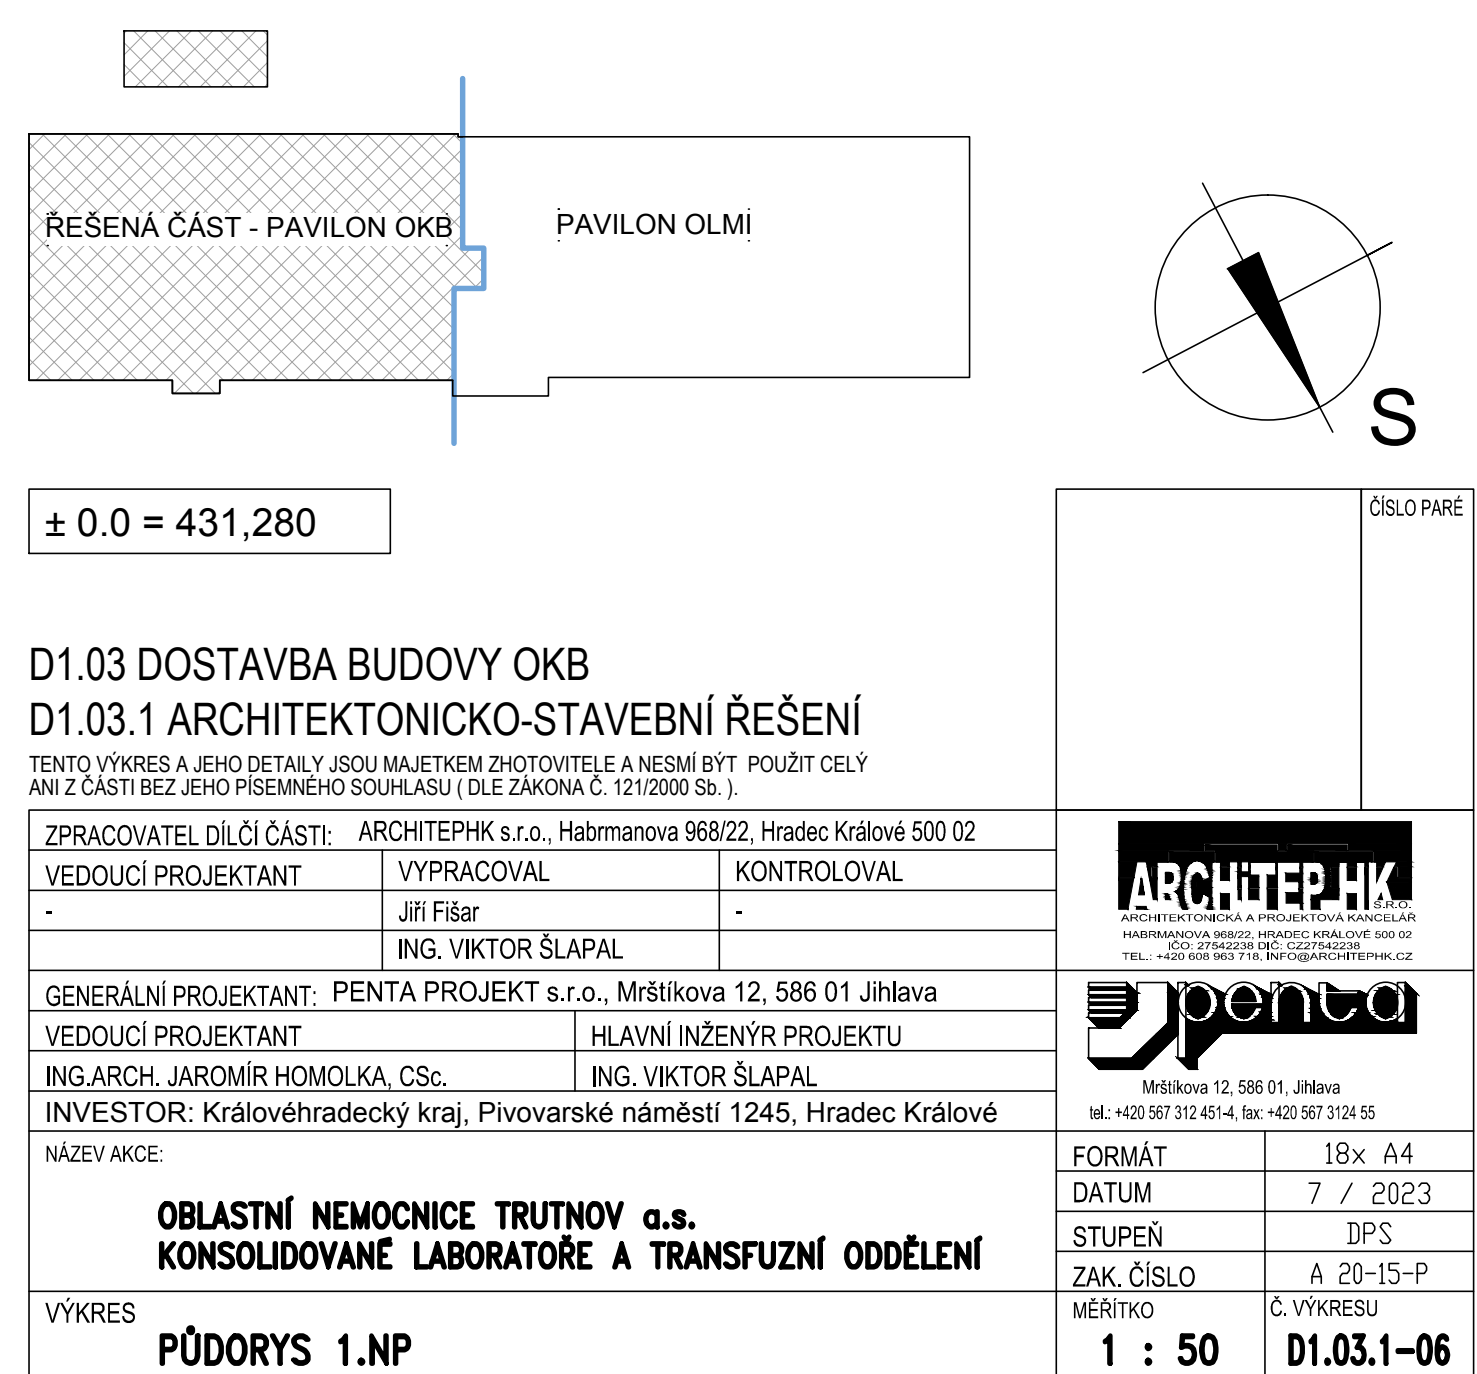 ŘEŠENÁ ČÁST - PAVILON OKB
PAVILON OLMI
S
± 0.0 = 431,280
ČÍSLO PARÉ
D1.03 DOSTAVBA BUDOVY OKB
D1.03.1 ARCHITEKTONICKO-STAVEBNÍ ŘEŠENÍ
TENTO VÝKRES A JEHO DETAILY JSOU MAJETKEM ZHOTOVITELE A NESMÍ BÝT POUŽIT CELÝ
ANI Z ČÁSTI BEZ JEHO PÍSEMNÉHO SOUHLASU ( DLE ZÁKONA Č. 121/2000 Sb. ).
ZPRACOVATEL DÍLČÍ ČÁSTI: ARCHITEPHK s.r.o., Habrmanova 968/22, Hradec Králové 500 02
VEDOUCÍ PROJEKTANT VYPRACOVAL KONTROLOVAL
- Jiří Fišar -
ING. VIKTOR ŠLAPAL
ARCHiTEP HK
S.R.O.
ARCHITEKTONICKÁ A PROJEKTOVÁ KANCELÁŘ
HABRMANOVA 968/22, HRADEC KRÁLOVÉ 500 02
IČO: 27542238 DIČ: CZ27542238
TEL.: +420 608 963 718, INFO@ARCHITEPHK.CZ
GENERÁLNÍ PROJEKTANT: PENTA PROJEKT s.r.o., Mrštíkova 12, 586 01 Jihlava
VEDOUCÍ PROJEKTANT HLAVNÍ INŽENÝR PROJEKTU
ING.ARCH. JAROMÍR HOMOLKA, CSc. ING. VIKTOR ŠLAPAL
INVESTOR: Královéhradecký kraj, Pivovarské náměstí 1245, Hradec Králové
penta
Mrštíkova 12, 586 01, Jihlava
tel.: +420 567 312 451-4, fax: +420 567 3124 55
NÁZEV AKCE:
OBLASTNÍ NEMOCNICE TRUTNOV a.s.
KONSOLIDOVANÉ LABORATOŘE A TRANSFUZNÍ ODDĚLENÍ
FORMÁT 18x A4
DATUM 7 / 2023
STUPEŇ DPS
ZAK. ČÍSLO A 20-15-P
VÝKRES
PŮDORYS 1.NP
MĚŘÍTKO
1 : 50
Č. VÝKRESU
D1.03.1-06